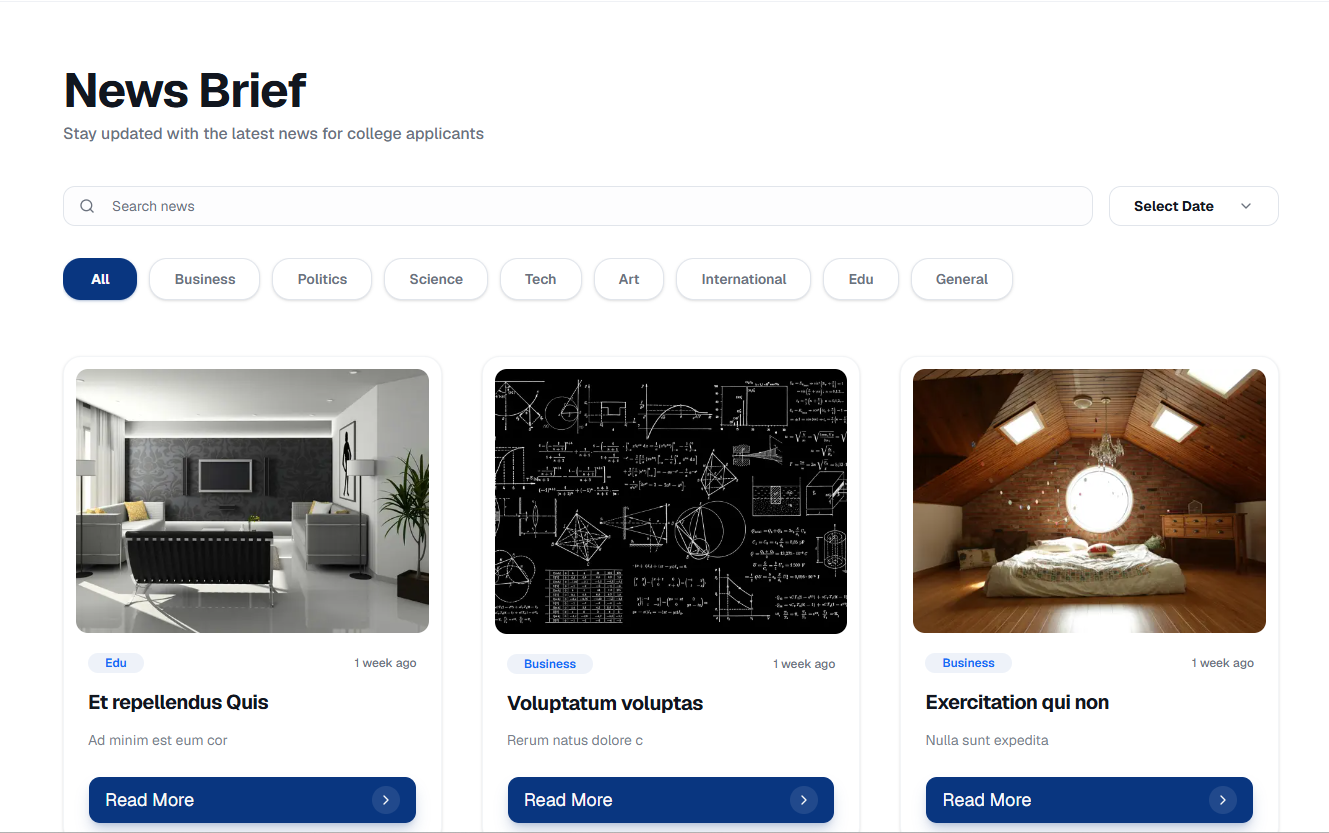 News Brief
Stay updated with the latest news for college applicants
Search news
Select Date
All
Business
Politics
Science
Tech
Art
International
Edu
General
Edu
1 week ago
Et repellendus Quis
Ad minim est eum cor
Read More
Business
1 week ago
Voluptatum voluptas
Rerum natus dolore c
Read More
Business
1 week ago
Exercitation qui non
Nulla sunt expedita
Read More